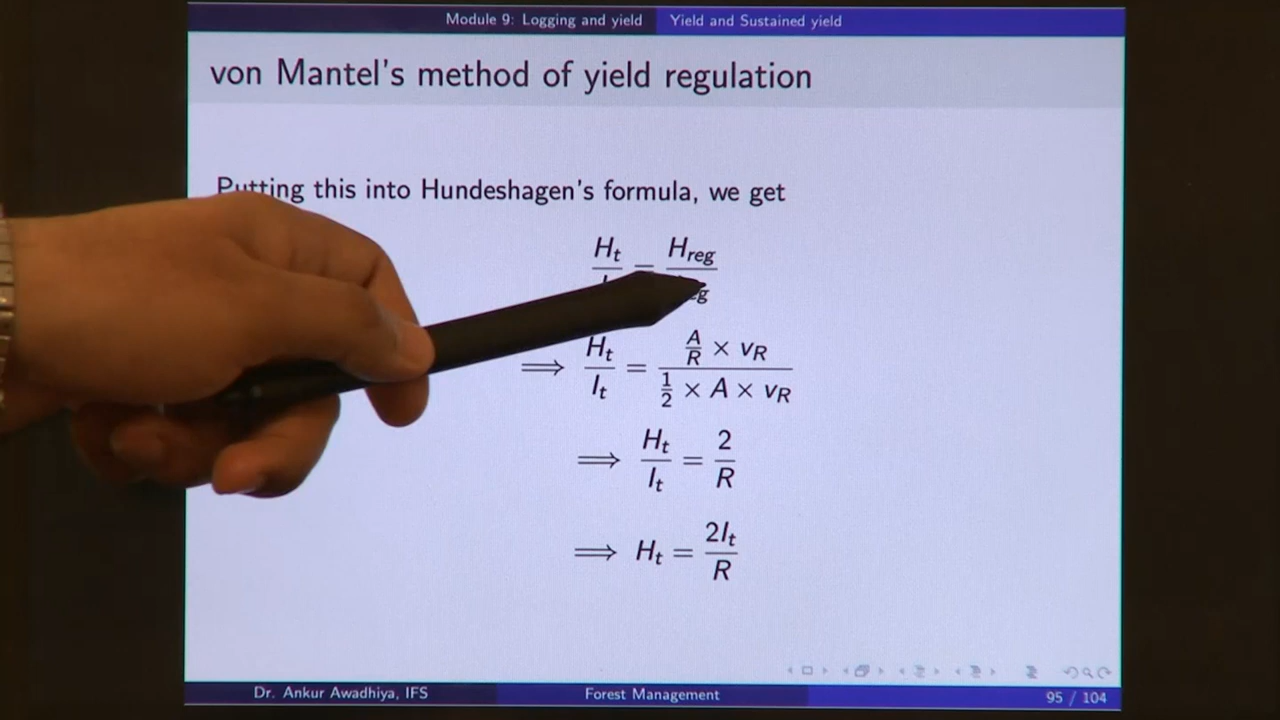 Module 9: Logging and yield Yield and Sustained yield
von Mantel's method of yield regulation
Putting this into Hundeshagen's formula, we get
H_t / = H_reg / g
⟹ H_t / I_t = (A/R × v_R) / (1/2 × A × v_R)
⟹ H_t / I_t = 2 / R
⟹ H_t = 2I_t / R
Dr. Ankur Awadhiya, IFS Forest Management 95 / 104